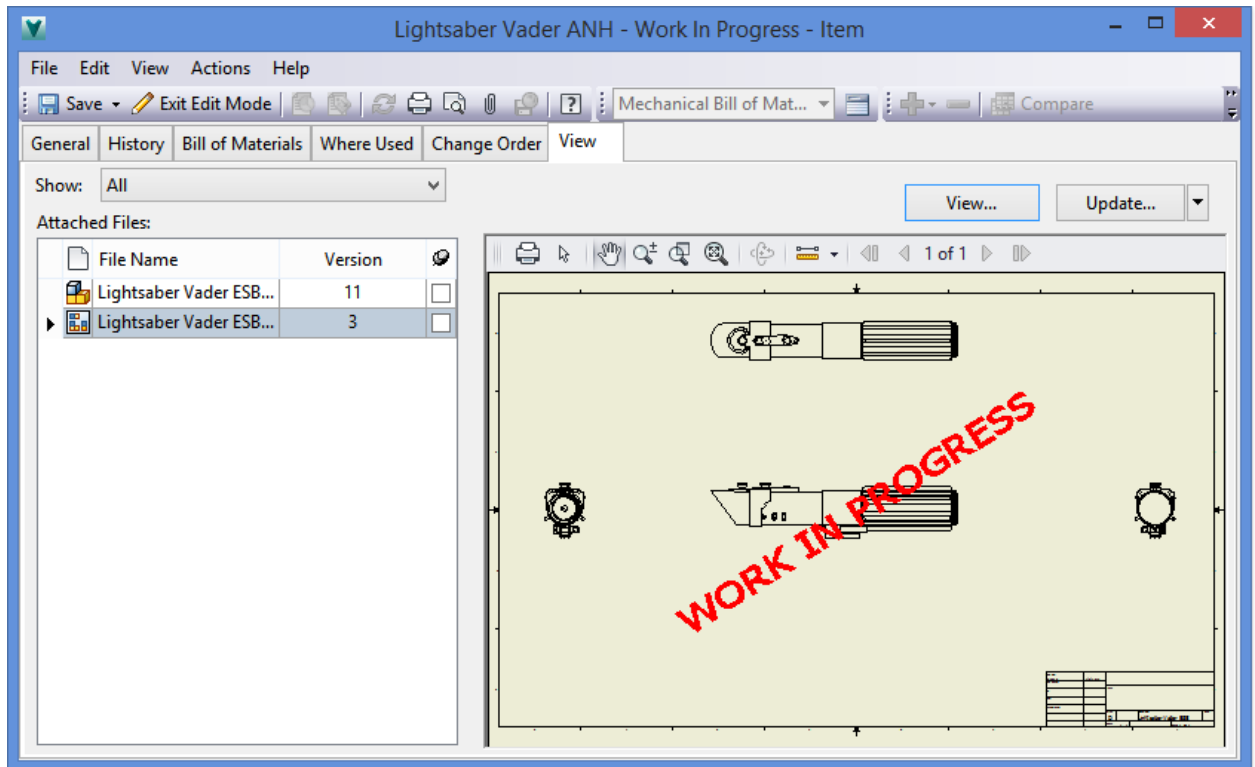 Lightsaber Vader ANH - Work In Progress - Item
File Edit View Actions Help
Save Exit Edit Mode Mechanical Bill of Mat... Compare
General History Bill of Materials Where Used Change Order View
Show: All
View... Update...
Attached Files:
File Name Version
1 of 1
Lightsaber Vader ESB... 11
Lightsaber Vader ESB... 3
WORK IN PROGRESS